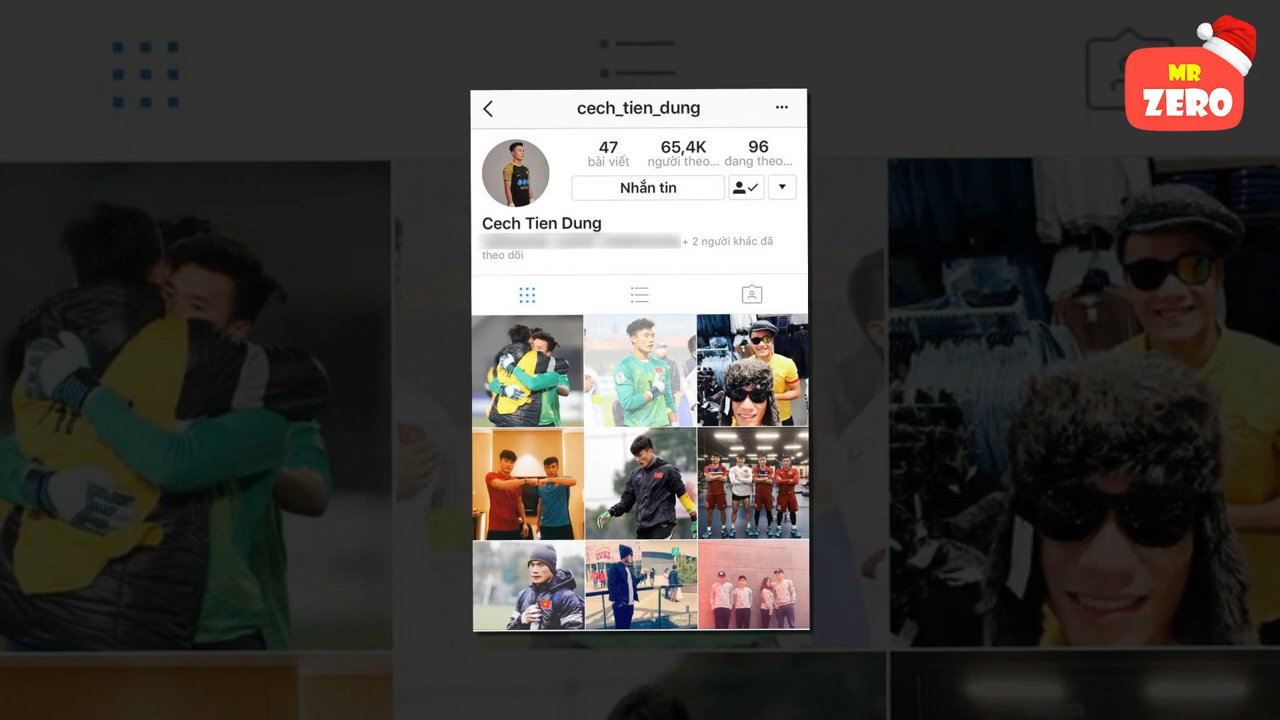 MR
ZERO
cech_tien_dung
47
65,4K
96
bài viết
người theo...
đang theo...
Nhắn tin
Cech Tien Dung
+ 2 người khác đã
theo dõi